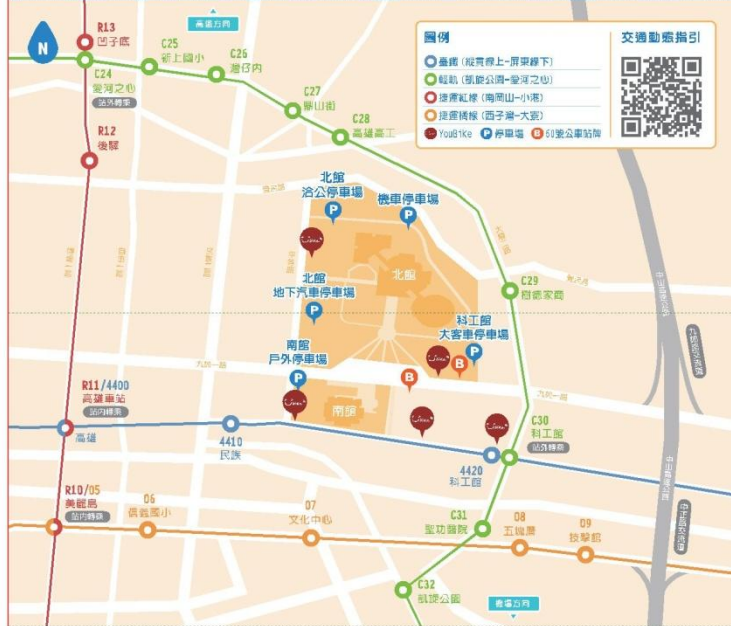 N
R13
凹子底
高雄方向
C24
愛河之心
站外轉乘
C25
新上國小
C26
灣仔內
C27
鼎山街
C28
高雄高工
圖例
臺鐵 (縱貫線上-屏東線下)
輕軌 (凱旋公園-愛河之心)
捷運紅線 (南岡山-小港)
捷運橘線 (西子灣-大寮)
YouBike
P 停車場
B 60號公車站牌
交通動態指引
R12
後驛
北館
洽公停車場
P
機車停車場
P
北館
北館
地下汽車停車場
P
C29
樹德家商
科工館
大客車停車場
P
B
南館
戶外停車場
P
B
九如一路
九如一路
南館
R11/4400
高雄車站
站內轉乘
高雄
4410
民族
C30
科工館
站外轉乘
4420
科工館
R10/O5
美麗島
站內轉乘
O6
信義國小
O7
文化中心
C31
聖功醫院
O8
五塊厝
O9
技擊館
C32
凱旋公園
機場方向